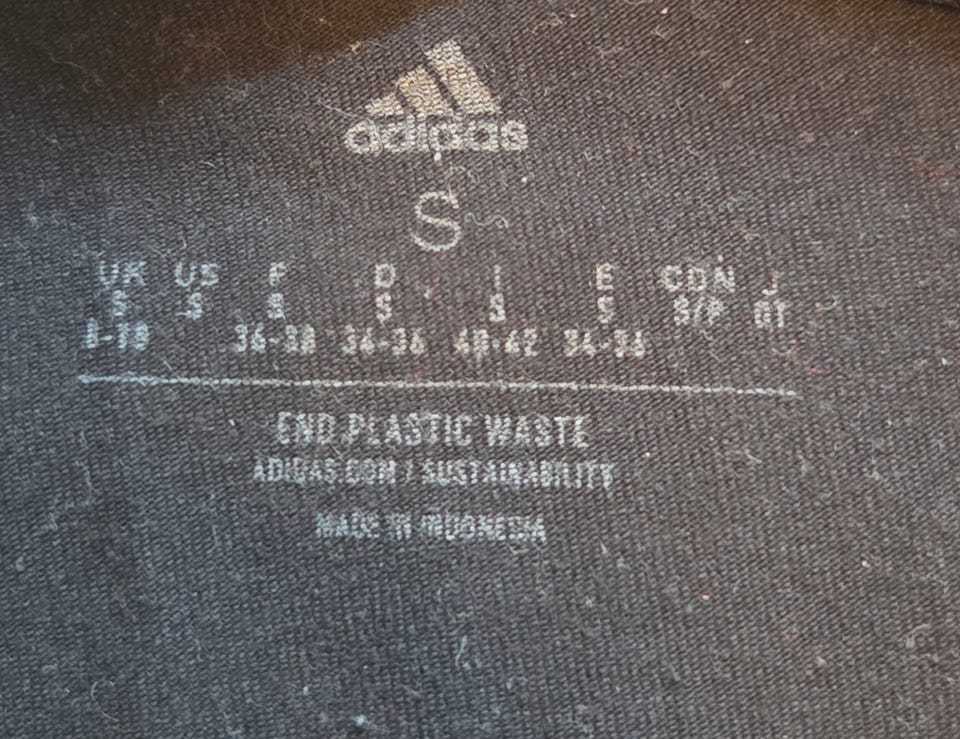 adidas
S
UK US F D I E CDN J
S S S S S S S/P OT
8-10 36-38 34-36 40-42 34-36
END PLASTIC WASTE
ADIDAS.COM / SUSTAINABILITY
MADE IN INDONESIA